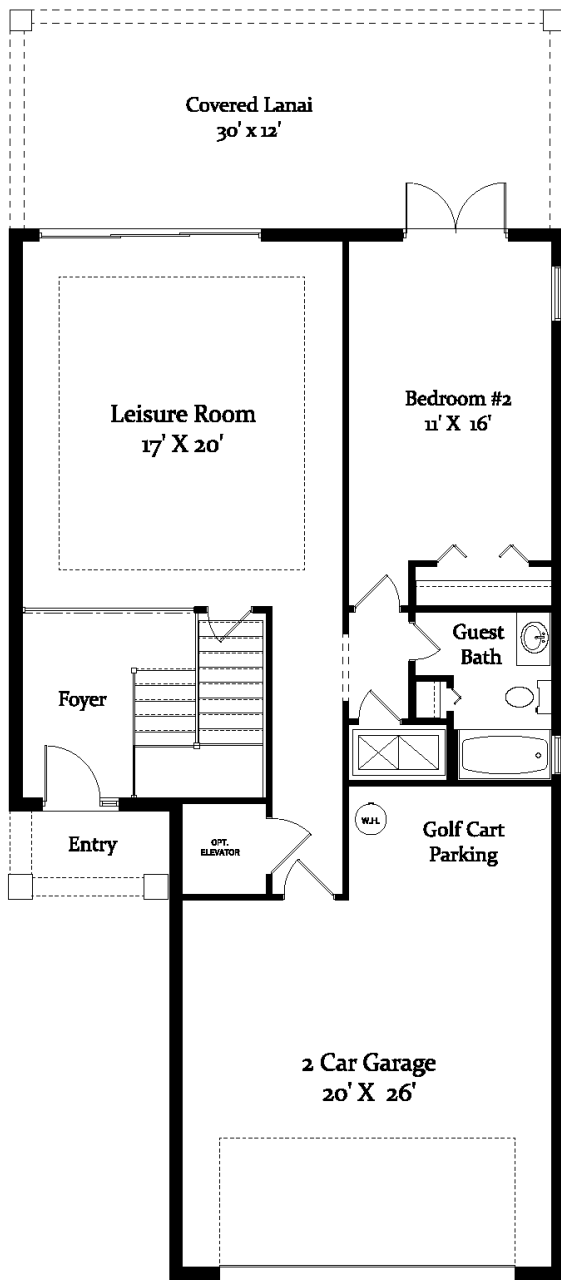 Covered Lanai
30' x 12'
Leisure Room
17' X 20'
Bedroom #2
11' X 16'
Guest
Bath
Foyer
Entry
OPT.
ELEVATOR
W.H.
Golf Cart
Parking
2 Car Garage
20' X 26'